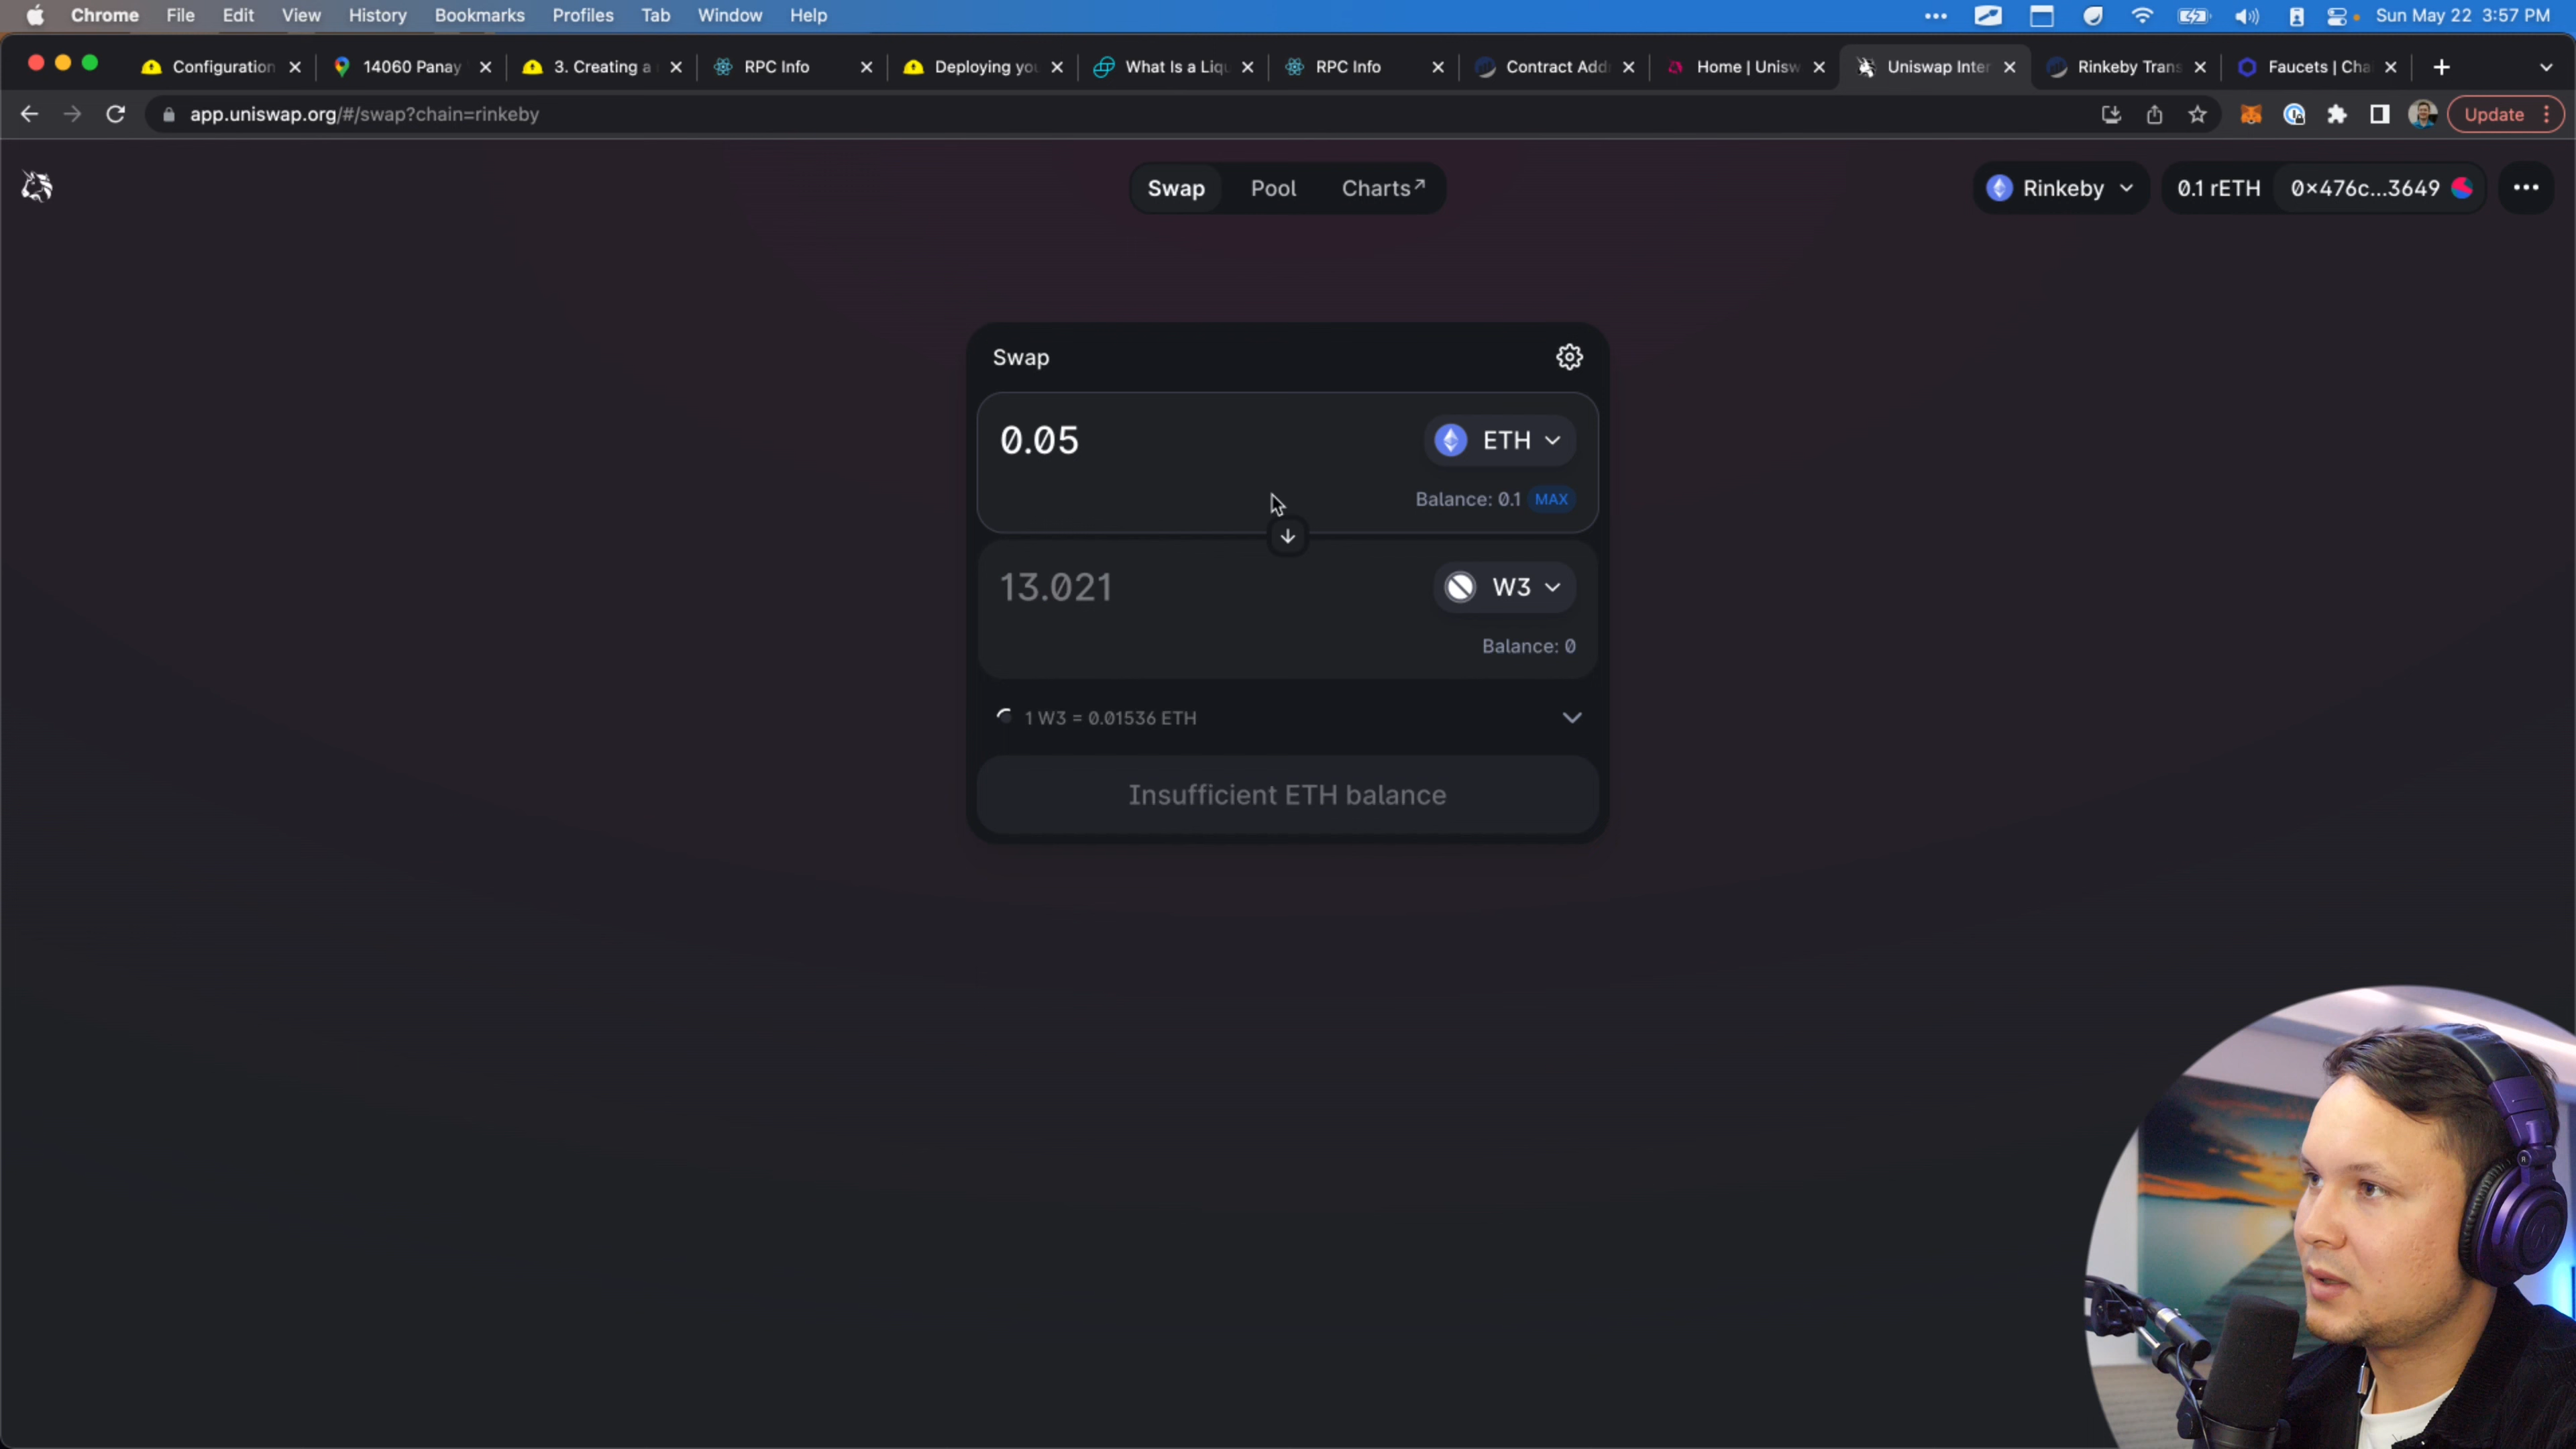 Chrome File Edit View History Bookmarks Profiles Tab Window Help
Sun May 22 3:57 PM
Configuration
14060 Panay
3. Creating a
RPC Info
Deploying you
What Is a Liqu
RPC Info
Contract Add
Home | Unisw
Uniswap Inter
Rinkeby Trans
Faucets | Cha
app.uniswap.org/#/swap?chain=rinkeby
Update
Swap
Pool
Charts↗
Rinkeby
0.1 rETH
0×476c...3649
Swap
0.05
ETH
Balance: 0.1 MAX
13.021
W3
Balance: 0
1 W3 = 0.01536 ETH
Insufficient ETH balance